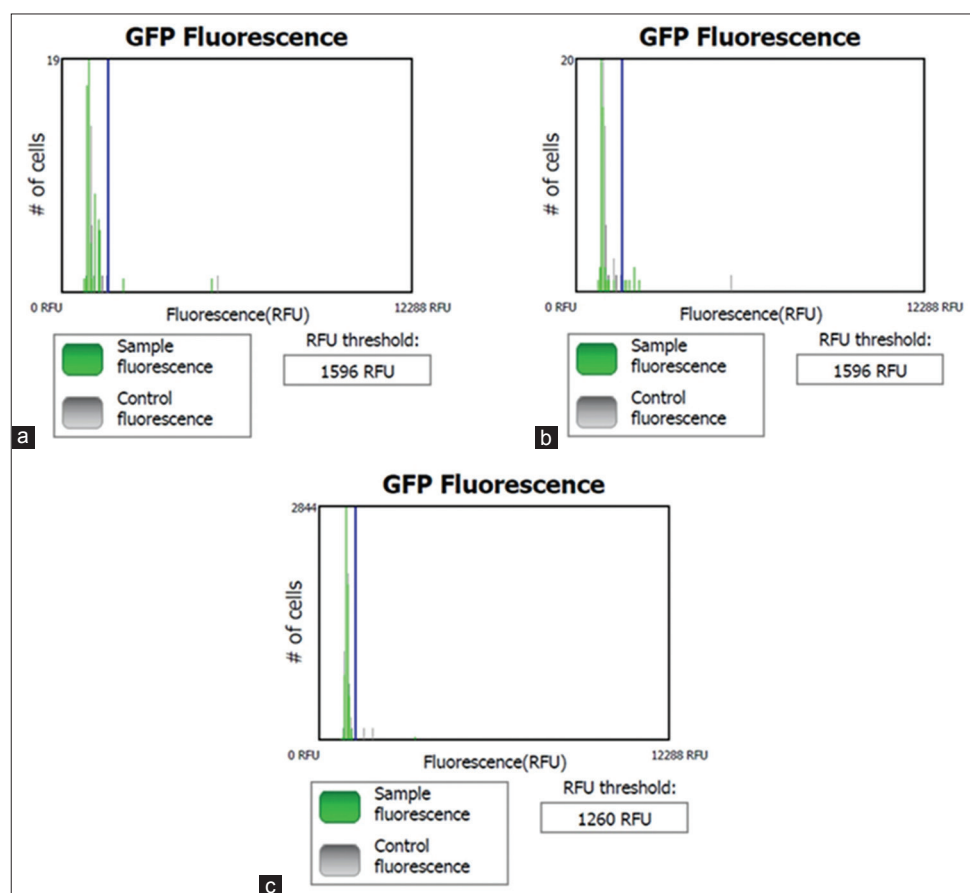 GFP Fluorescence
19
# of cells
0 RFU
12288 RFU
Fluorescence(RFU)
Sample
fluorescence
Control
fluorescence
RFU threshold:
1596 RFU
a
GFP Fluorescence
20
# of cells
0 RFU
12288 RFU
Fluorescence(RFU)
Sample
fluorescence
Control
fluorescence
RFU threshold:
1596 RFU
b
GFP Fluorescence
2844
# of cells
0 RFU
12288 RFU
Fluorescence(RFU)
Sample
fluorescence
Control
fluorescence
RFU threshold:
1260 RFU
c